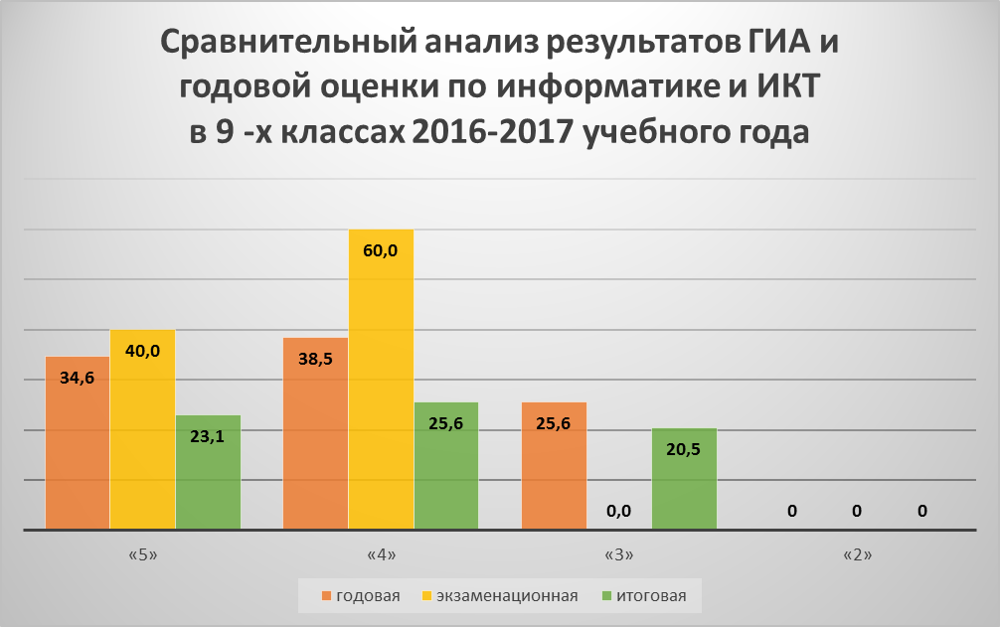 Сравнительный анализ результатов ГИА и
годовой оценки по информатике и ИКТ
в 9 -х классах 2016-2017 учебного года
34,6
40,0
23,1
38,5
60,0
25,6
25,6
0,0
20,5
0
0
0
«5»
«4»
«3»
«2»
годовая
экзаменационная
итоговая